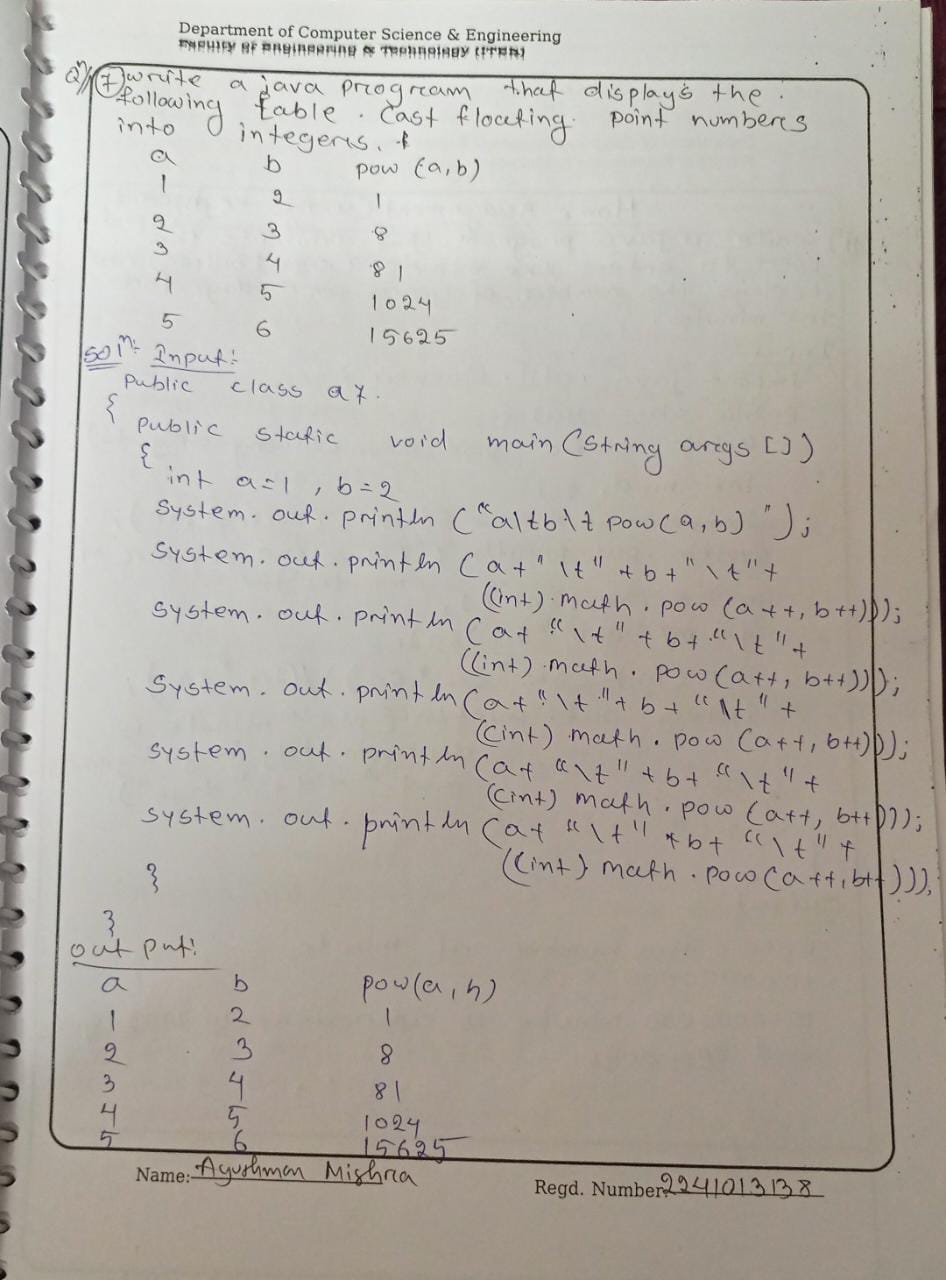 Department of Computer Science & Engineering
Faculty of Engineering & Technology (ITER)
Qn 7) write a java program that displays the
following table. Cast floating point numbers
into integers.
a b pow (a,b)
1 2 1
2 3 8
3 4 81
4 5 1024
5 6 15625
Soln: Input:
Public class a7.
{
public static void main (String args [])
{
int a=1 , b=2
System. out. println ("a\tb\t pow(a,b) ");
System. out. println (a+"\t"+b+"\t"+
((int) math. pow (a++, b++)));
System. out. println (a+ "\t" +b+"\t"+
((int) math. pow (a++, b++)));
System. out. println (a+"\t"+b+ "\t"+
((int) math. pow (a++, b++)));
System. out. println (a+ "\t"+b+ "\t"+
((int) math. pow (a++, b++)));
System. out. println (a+ "\t" +b+ "\t"+
((int) math. pow (a++, b++))),
}
}
out put:
a b pow(a,h)
1 2 1
2 3 8
3 4 81
4 5 1024
5 6 15625
Name: Ayushman Mishra
Regd. Number: 2241013138